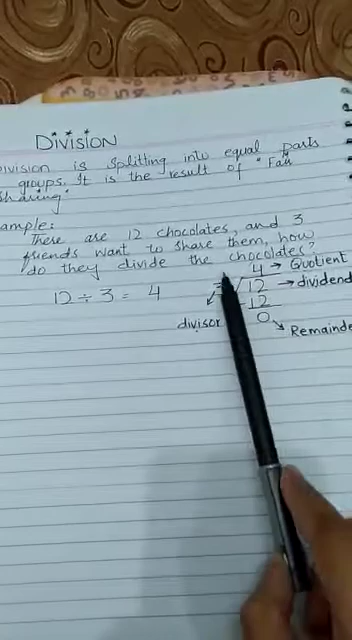 Division
Division is splitting into equal parts
groups. It is the result of "Fair
sharing"
ample:
There are 12 chocolates, and 3
friends want to share them, how
do they divide the chocolates?
4 → Quotient
12 ÷ 3 = 4
12 → dividend
12
divisor
0
Remainde